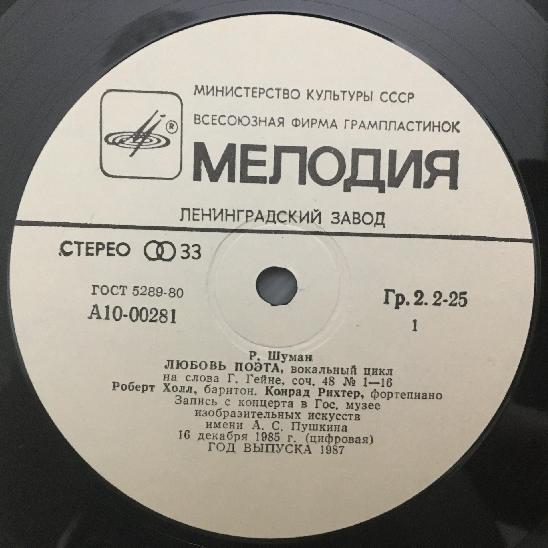 МИНИСТЕРСТВО КУЛЬТУРЫ СССР
ВСЕСОЮЗНАЯ ФИРМА ГРАМПЛАСТИНОК
® МЕЛОДИЯ
ЛЕНИНГРАДСКИЙ ЗАВОД
СТЕРЕО 33
ГОСТ 5289-80
Гр. 2. 2-25
А10-00281
1
Р. Шуман
ЛЮБОВЬ ПОЭТА, вокальный цикл
на слова Г. Гейне, соч. 48 № 1—16
Роберт Холл, баритон. Конрад Рихтер, фортепиано
Запись с концерта в Гос. музее
изобразительных искусств
имени А. С. Пушкина
16 декабря 1985 г. (цифровая)
ГОД ВЫПУСКА 1987